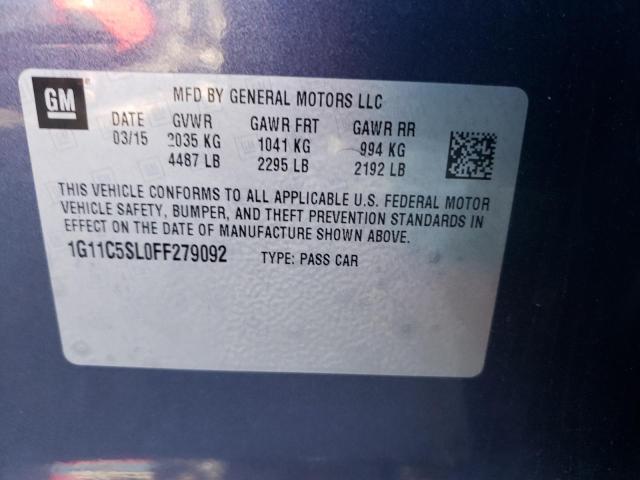 GM
MFD BY GENERAL MOTORS LLC
DATE GVWR GAWR FRT GAWR RR
03/15 2035 KG 1041 KG 994 KG
4487 LB 2295 LB 2192 LB
THIS VEHICLE CONFORMS TO ALL APPLICABLE U.S. FEDERAL MOTOR
VEHICLE SAFETY, BUMPER, AND THEFT PREVENTION STANDARDS IN
EFFECT ON THE DATE OF MANUFACTURE SHOWN ABOVE.
1G11C5SL0FF279092 TYPE: PASS CAR